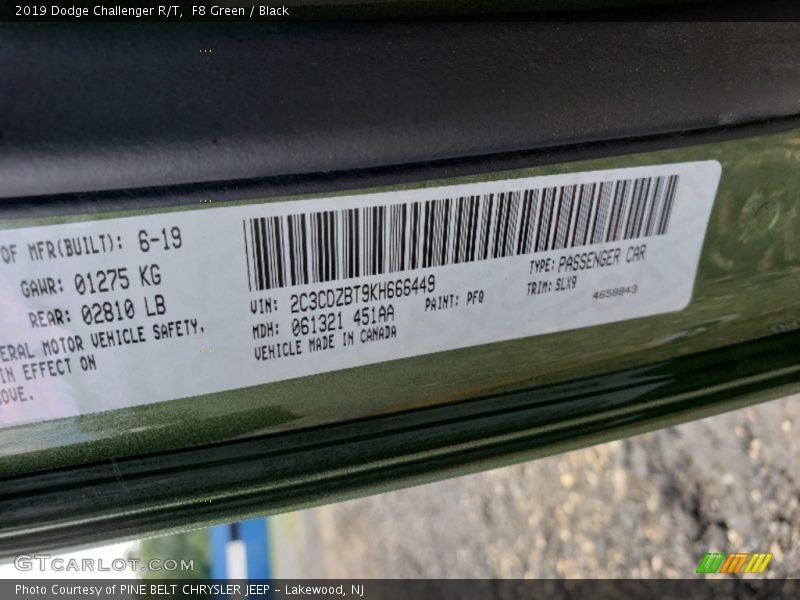 2019 Dodge Challenger R/T, F8 Green / Black
OF MFR(BUILT): 6-19
GAWR: 01275 KG
REAR: 02810 LB
ERAL MOTOR VEHICLE SAFETY,
IN EFFECT ON
OVE.
VIN: 2C3CDZBT9KH666449
TYPE: PASSENGER CAR
MDH: 061321 451AA
PAINT: PFQ
TRIM: SLX9
VEHICLE MADE IN CANADA
4658843
GTCARLOT.COM
Photo Courtesy of PINE BELT CHRYSLER JEEP - Lakewood, NJ